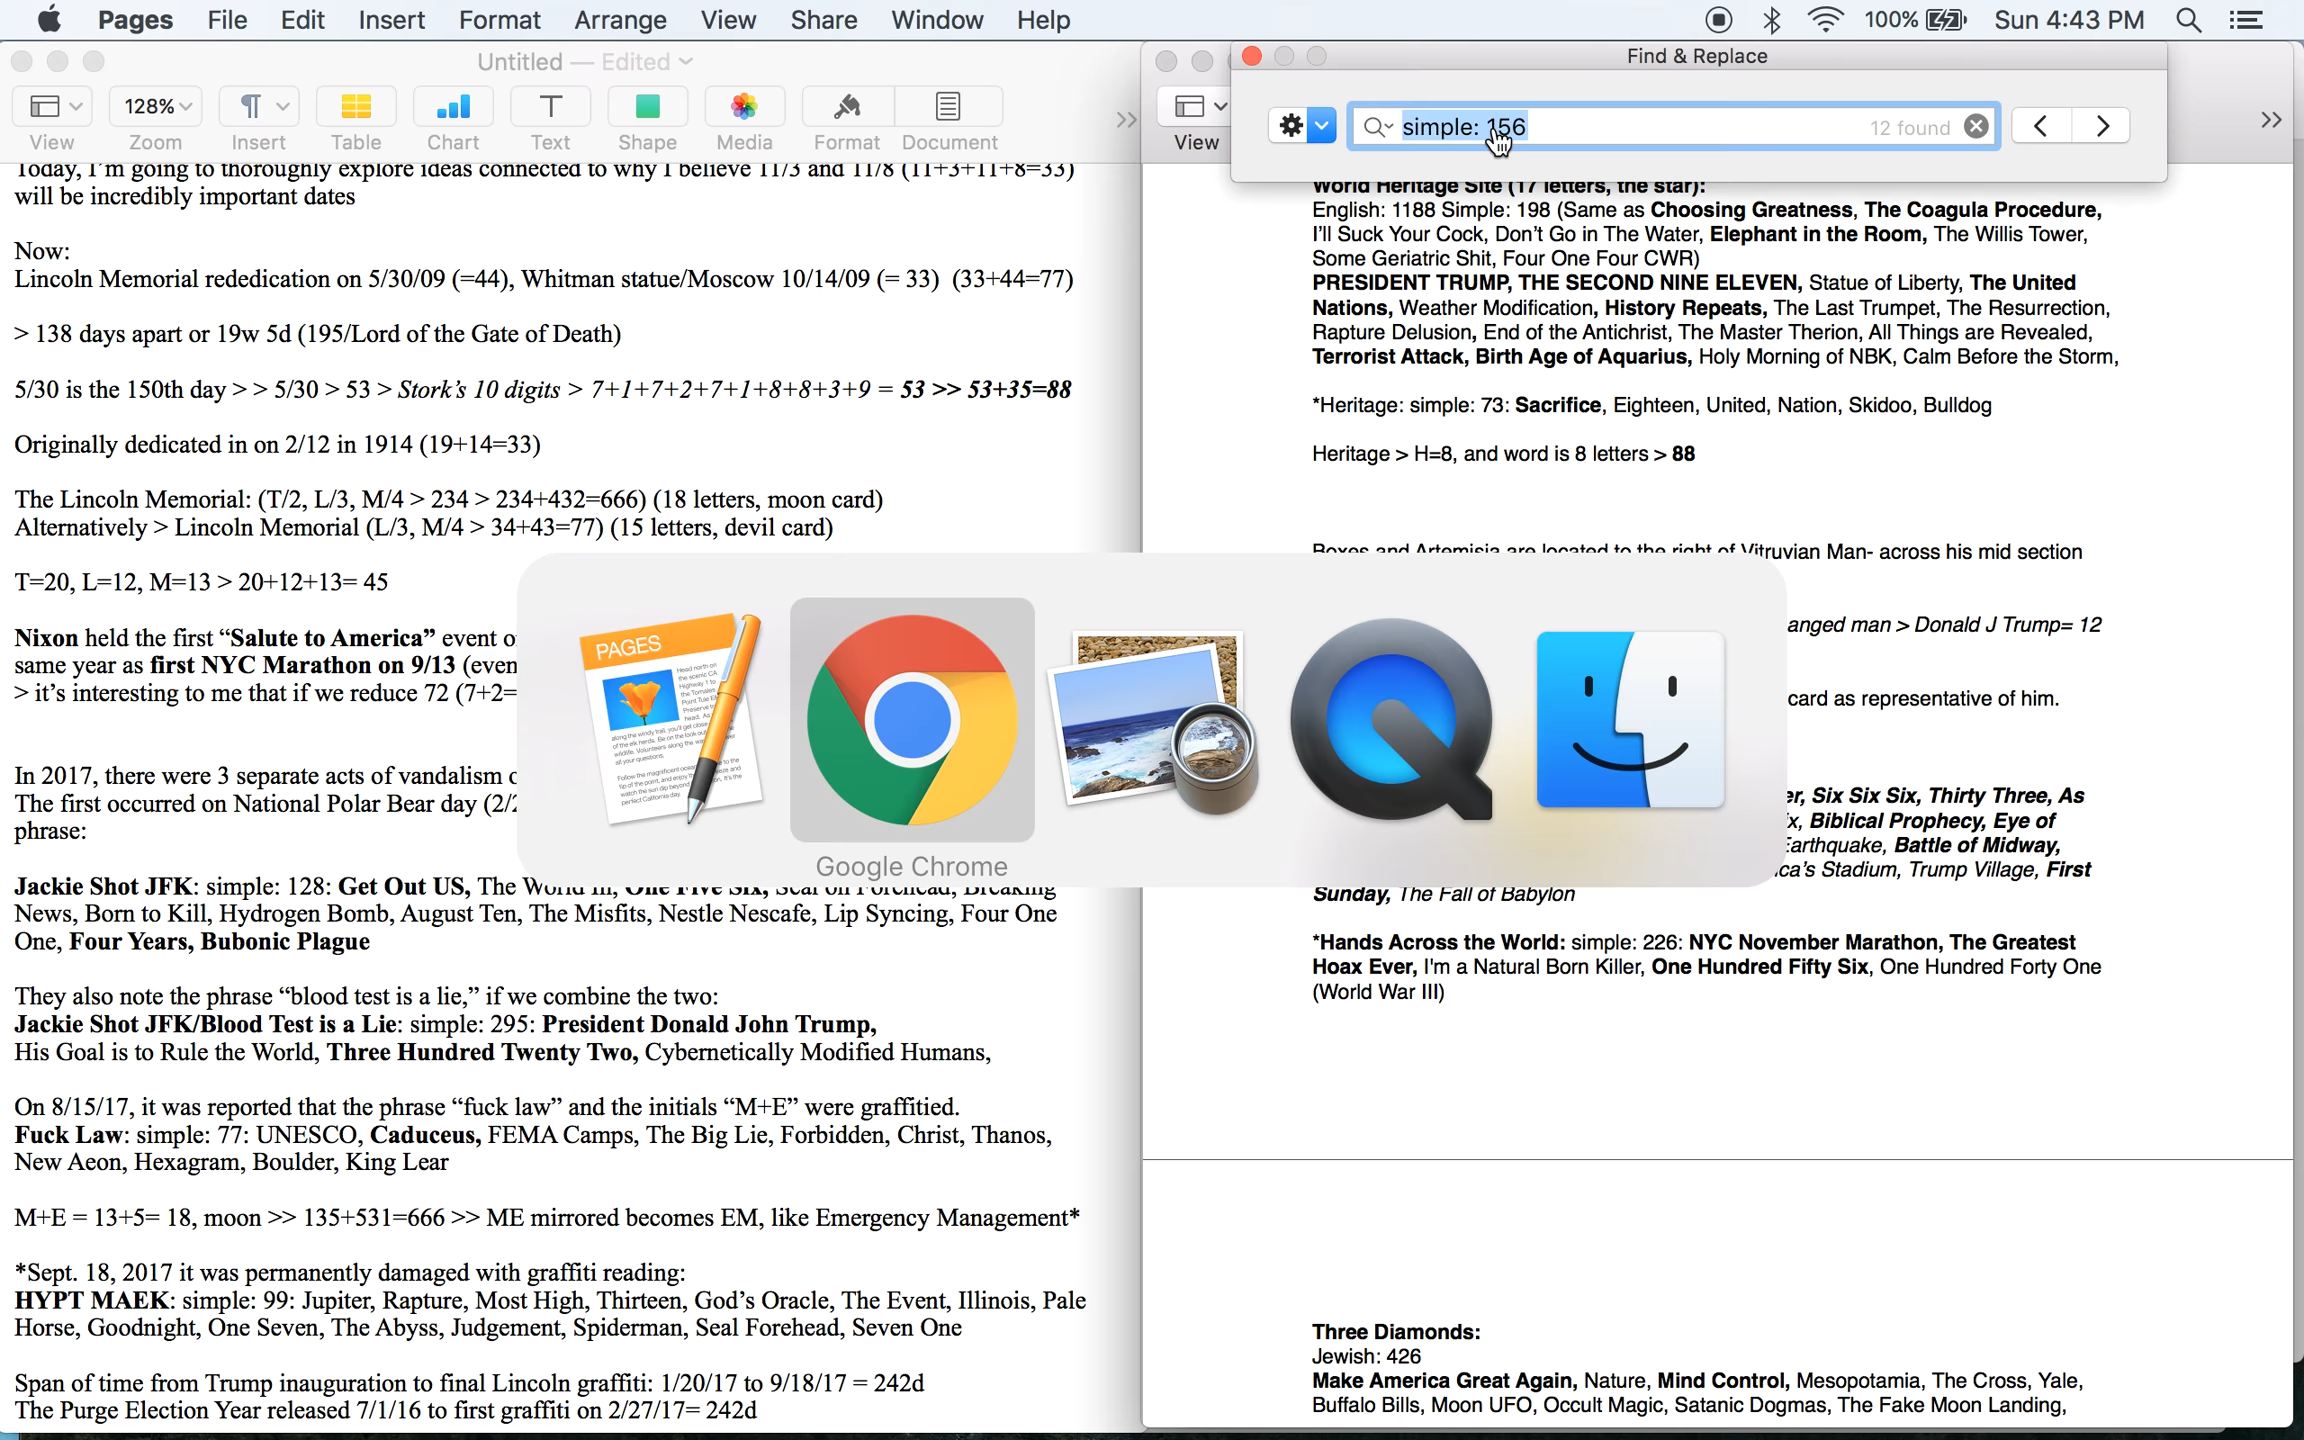 Pages File Edit Insert Format Arrange View Share Window Help 100% Sun 4:43 PM
Untitled — Edited
128%
View Zoom Insert Table Chart Text Shape Media Format Document
View
Find & Replace
simple: 156 12 found
Today, I'm going to thoroughly explore ideas connected to why I believe 11/3 and 11/8 (11+3+11+8=33)
will be incredibly important dates
Now:
Lincoln Memorial rededication on 5/30/09 (=44), Whitman statue/Moscow 10/14/09 (= 33) (33+44=77)
> 138 days apart or 19w 5d (195/Lord of the Gate of Death)
5/30 is the 150th day > > 5/30 > 53 > Stork's 10 digits > 7+1+7+2+7+1+8+8+3+9 = 53 >> 53+35=88
Originally dedicated in on 2/12 in 1914 (19+14=33)
The Lincoln Memorial: (T/2, L/3, M/4 > 234 > 234+432=666) (18 letters, moon card)
Alternatively > Lincoln Memorial (L/3, M/4 > 34+43=77) (15 letters, devil card)
T=20, L=12, M=13 > 20+12+13= 45
Nixon held the first “Salute to America” event
same year as first NYC Marathon on 9/13 (even
> it's interesting to me that if we reduce 72 (7+2=
In 2017, there were 3 separate acts of vandalism
The first occurred on National Polar Bear day (2/2
phrase:
Jackie Shot JFK: simple: 128: Get Out US, The World In, One Five Six, Scar on Forehead, Breaking
News, Born to Kill, Hydrogen Bomb, August Ten, The Misfits, Nestle Nescafe, Lip Syncing, Four One
One, Four Years, Bubonic Plague
They also note the phrase “blood test is a lie,” if we combine the two:
Jackie Shot JFK/Blood Test is a Lie: simple: 295: President Donald John Trump,
His Goal is to Rule the World, Three Hundred Twenty Two, Cybernetically Modified Humans,
On 8/15/17, it was reported that the phrase “fuck law” and the initials “M+E” were graffitied.
Fuck Law: simple: 77: UNESCO, Caduceus, FEMA Camps, The Big Lie, Forbidden, Christ, Thanos,
New Aeon, Hexagram, Boulder, King Lear
M+E = 13+5= 18, moon >> 135+531=666 >> ME mirrored becomes EM, like Emergency Management*
*Sept. 18, 2017 it was permanently damaged with graffiti reading:
HYPT MAEK: simple: 99: Jupiter, Rapture, Most High, Thirteen, God's Oracle, The Event, Illinois, Pale
Horse, Goodnight, One Seven, The Abyss, Judgement, Spiderman, Seal Forehead, Seven One
Span of time from Trump inauguration to final Lincoln graffiti: 1/20/17 to 9/18/17 = 242d
The Purge Election Year released 7/1/16 to first graffiti on 2/27/17= 242d
World Heritage Site (17 letters, the star):
English: 1188 Simple: 198 (Same as Choosing Greatness, The Coagula Procedure,
I'll Suck Your Cock, Don't Go in The Water, Elephant in the Room, The Willis Tower,
Some Geriatric Shit, Four One Four CWR)
PRESIDENT TRUMP, THE SECOND NINE ELEVEN, Statue of Liberty, The United
Nations, Weather Modification, History Repeats, The Last Trumpet, The Resurrection,
Rapture Delusion, End of the Antichrist, The Master Therion, All Things are Revealed,
Terrorist Attack, Birth Age of Aquarius, Holy Morning of NBK, Calm Before the Storm,
*Heritage: simple: 73: Sacrifice, Eighteen, United, Nation, Skidoo, Bulldog
Heritage > H=8, and word is 8 letters > 88
Boxes and Artemisia are located to the right of Vitruvian Man- across his mid section
anged man > Donald J Trump= 12
card as representative of him.
er, Six Six Six, Thirty Three, As
x, Biblical Prophecy, Eye of
Earthquake, Battle of Midway,
ca's Stadium, Trump Village, First
Sunday, The Fall of Babylon
*Hands Across the World: simple: 226: NYC November Marathon, The Greatest
Hoax Ever, I'm a Natural Born Killer, One Hundred Fifty Six, One Hundred Forty One
(World War III)
Three Diamonds:
Jewish: 426
Make America Great Again, Nature, Mind Control, Mesopotamia, The Cross, Yale,
Buffalo Bills, Moon UFO, Occult Magic, Satanic Dogmas, The Fake Moon Landing,
PAGES
Google Chrome